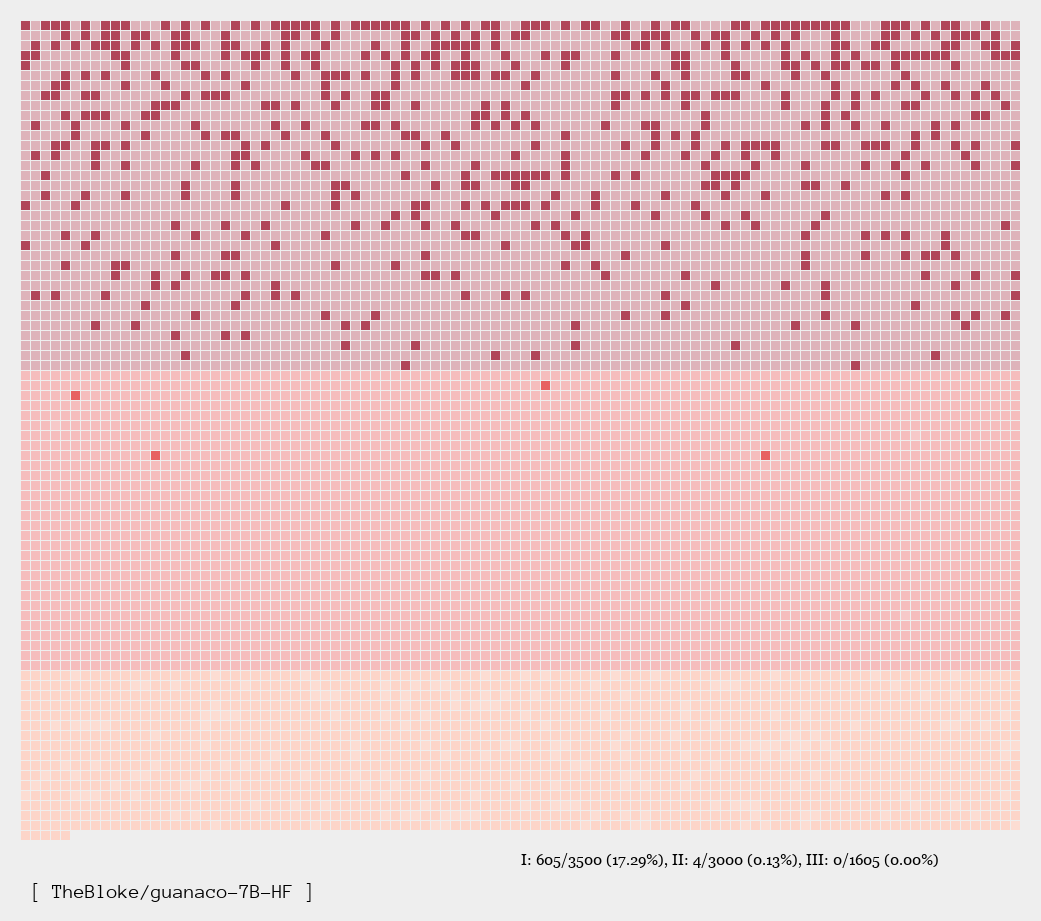 I: 605/3500 (17.29%), II: 4/3000 (0.13%), III: 0/1605 (0.00%)
[ TheBloke/guanaco-7B-HF ]